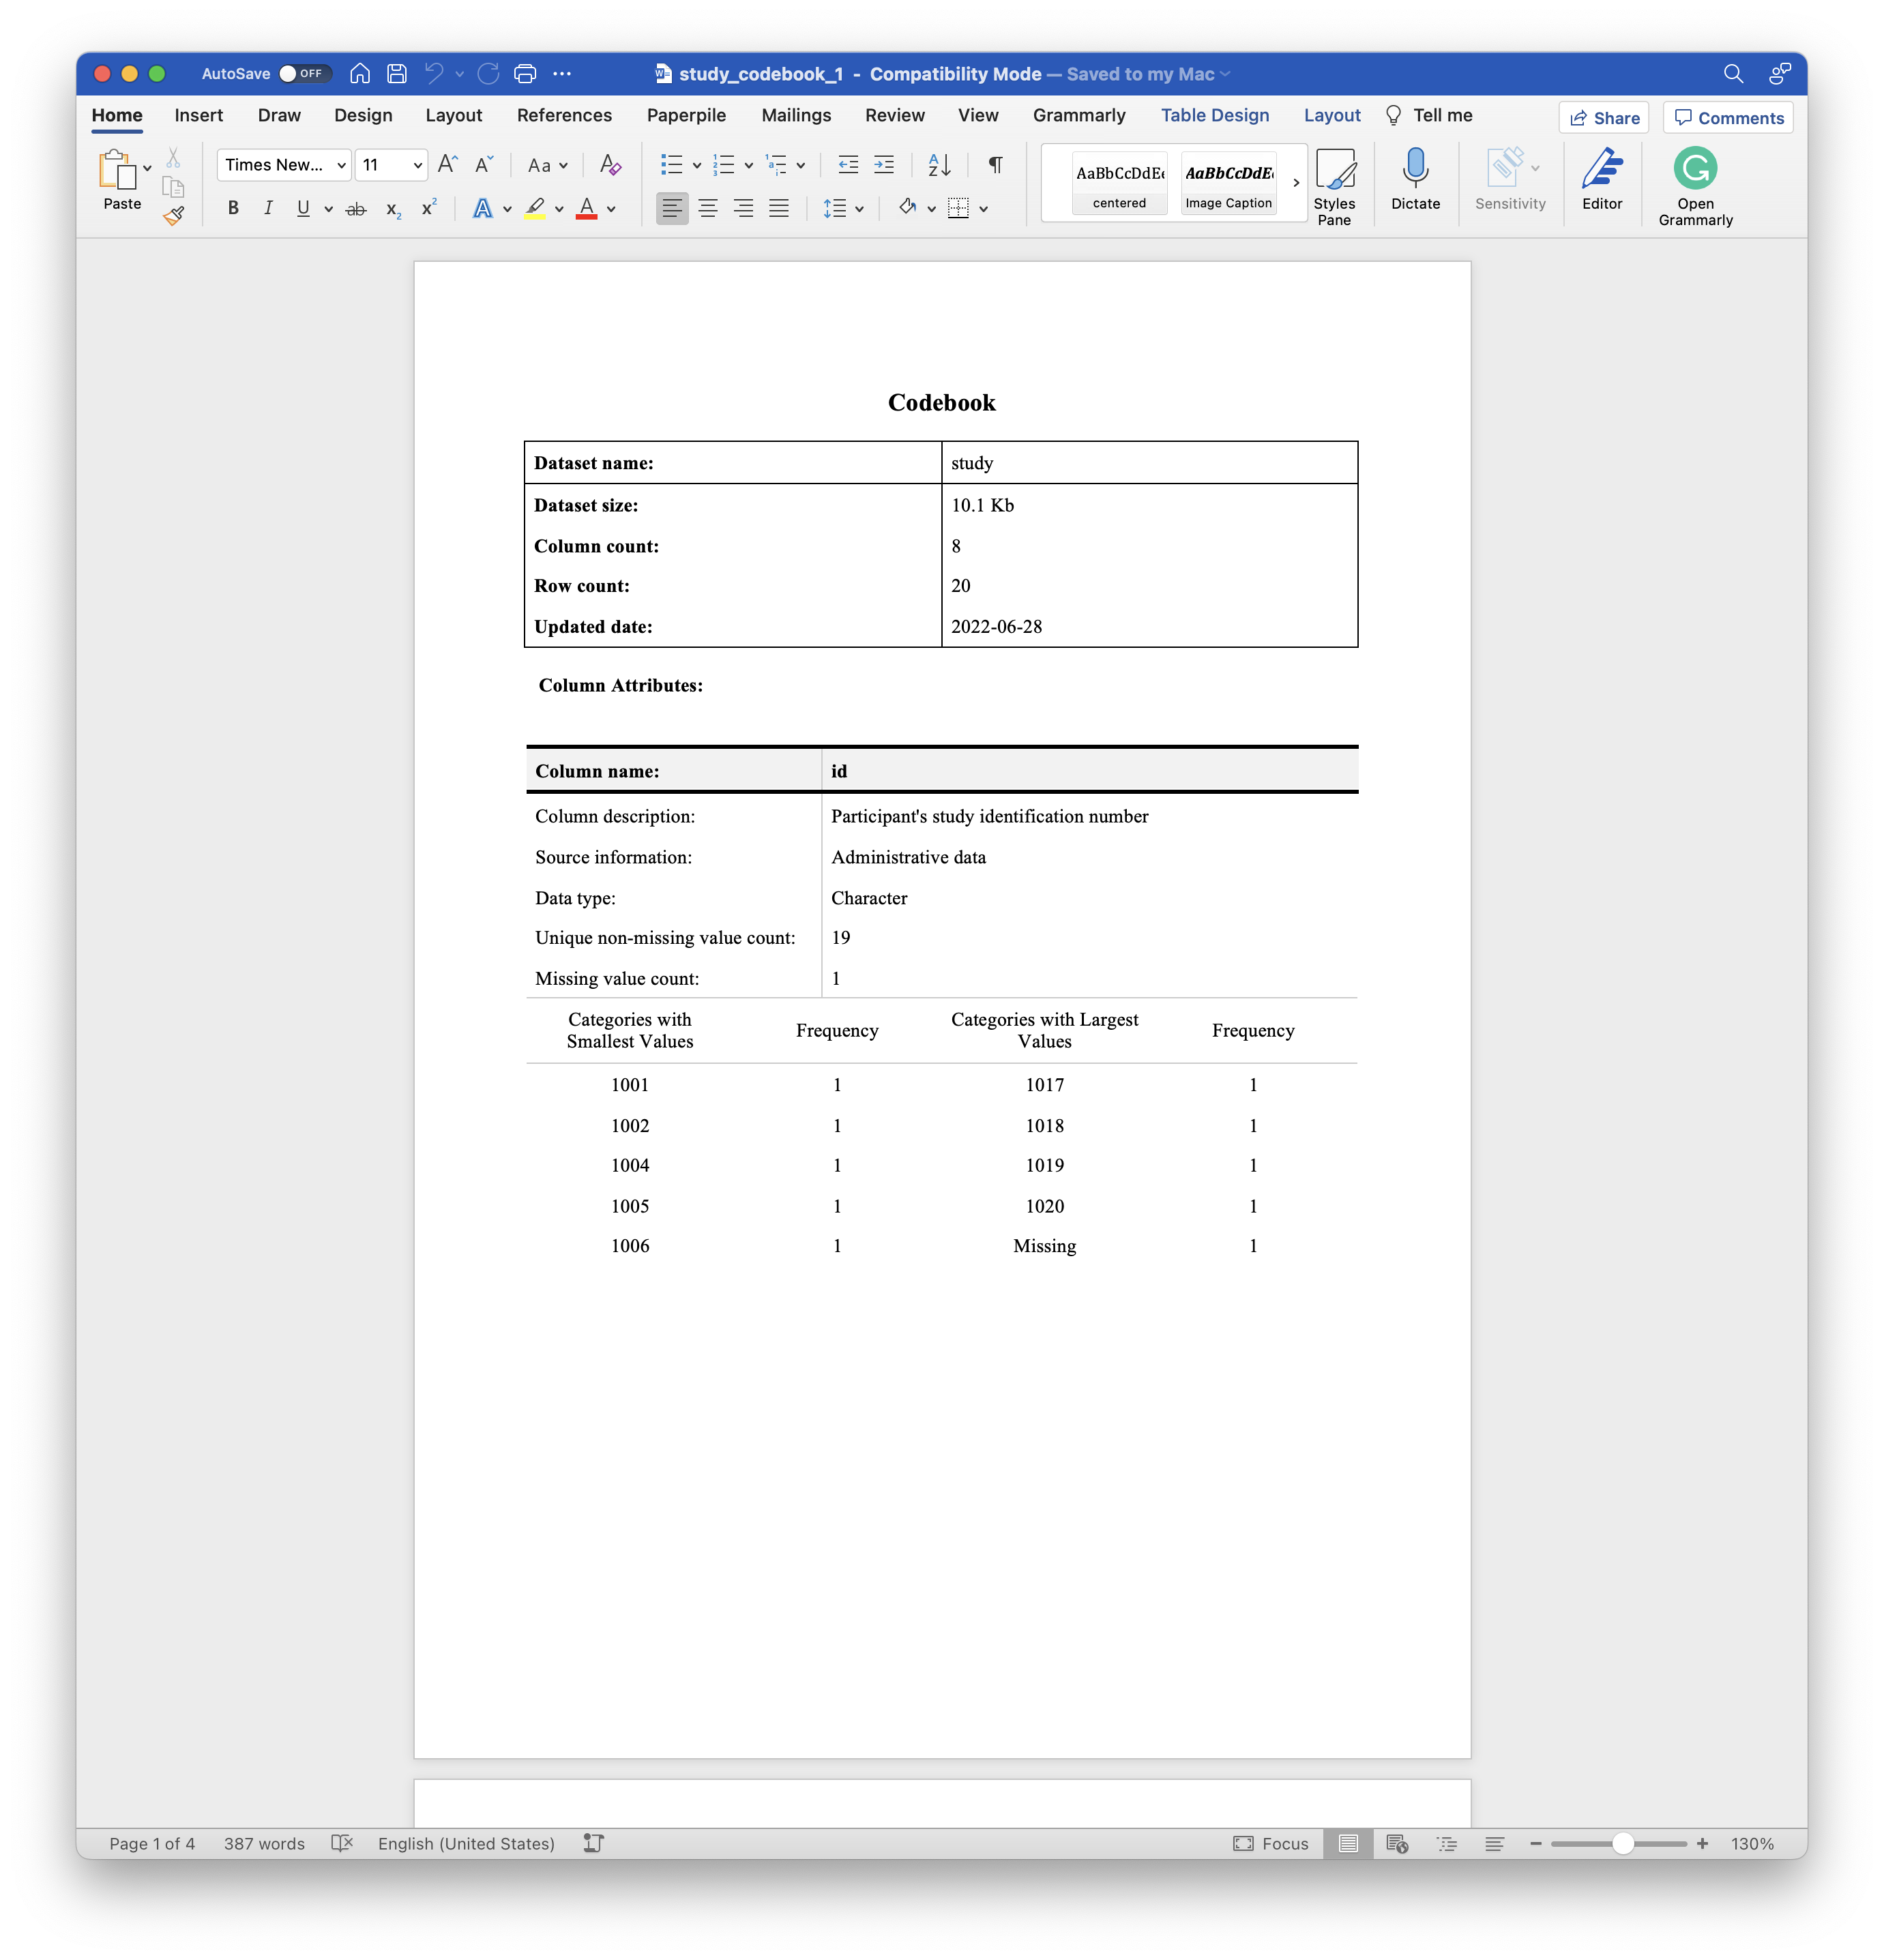 AutoSave OFF study_codebook_1 - Compatibility Mode — Saved to my Mac
Home Insert Draw Design Layout References Paperpile Mailings Review View Grammarly Table Design Layout Tell me Share Comments
Paste
Times New... 11 Aa
B I U ab x2 x2 A A
AaBbCcDdEe AaBbCcDdE
centered Image Caption
Styles Pane
Dictate
Sensitivity
Editor
Open Grammarly
Codebook
Dataset name: study
Dataset size: 10.1 Kb
Column count: 8
Row count: 20
Updated date: 2022-06-28
Column Attributes:
Column name: id
Column description: Participant's study identification number
Source information: Administrative data
Data type: Character
Unique non-missing value count: 19
Missing value count: 1
Categories with Smallest Values Frequency Categories with Largest Values Frequency
1001 1 1017 1
1002 1 1018 1
1004 1 1019 1
1005 1 1020 1
1006 1 Missing 1
Page 1 of 4 387 words English (United States) Focus 130%